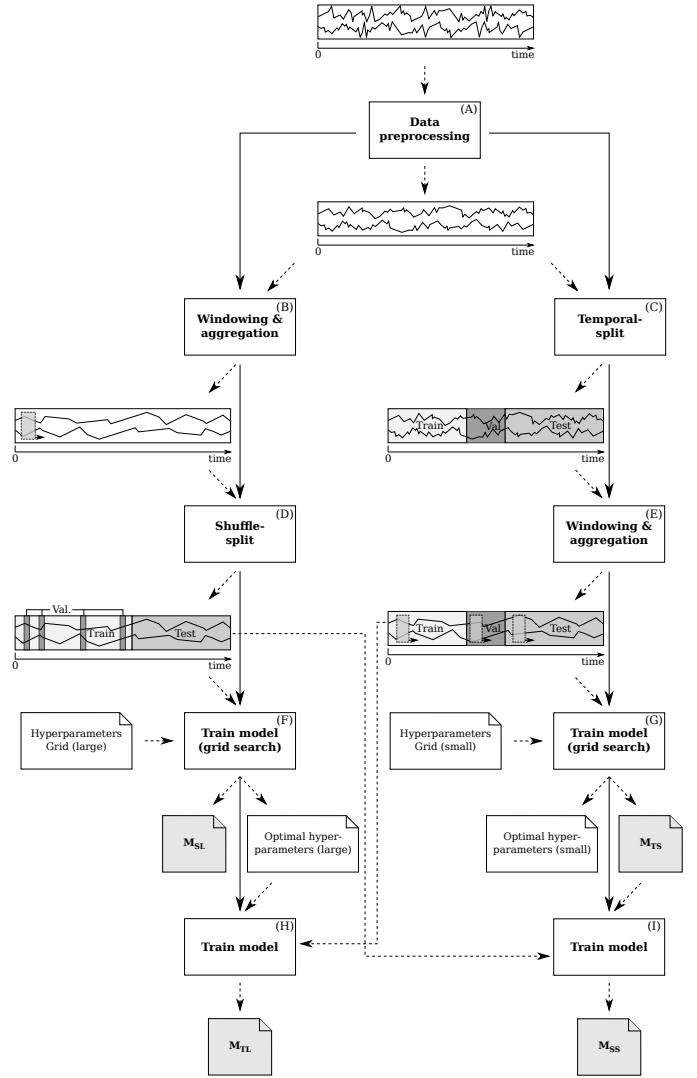 0 time
(A)
Data
preprocessing
0 time
(B)
Windowing &
aggregation
(C)
Temporal-
split
0 time
Train Val. Test
0 time
(D)
Shuffle-
split
(E)
Windowing &
aggregation
Val.
Train Test
0 time
Train Val. Test
0 time
Hyperparameters
Grid (large)
(F)
Train model
(grid search)
Hyperparameters
Grid (small)
(G)
Train model
(grid search)
M_SL
Optimal hyper-
parameters (large)
Optimal hyper-
parameters (small)
M_TS
(H)
Train model
(I)
Train model
M_TL
M_SS